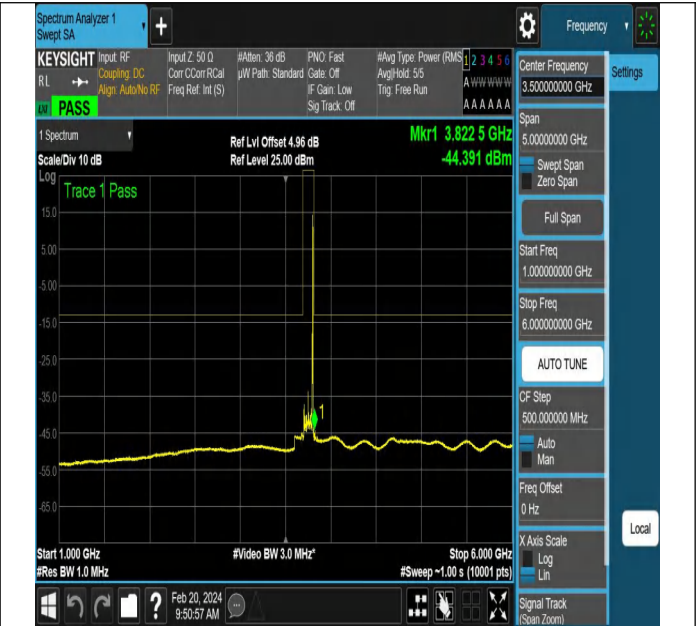 Spectrum Analyzer 1
Swept SA
+
Frequency
KEYSIGHT
RL
LXI
PASS
Input: RF
Coupling: DC
Align: Auto/No RF
Input Z: 50 Ω
Corr CCorr RCal
Freq Ref: Int (S)
#Atten: 36 dB
µW Path: Standard
PNO: Fast
Gate: Off
IF Gain: Low
Sig Track: Off
#Avg Type: Power (RMS
Avg|Hold: 5/5
Trig: Free Run
1 2 3 4 5 6
A W W W W W
A A A A A A
1 Spectrum
Scale/Div 10 dB
Ref Lvl Offset 4.96 dB
Ref Level 25.00 dBm
Mkr1 3.822 5 GHz
-44.391 dBm
Log
Trace 1 Pass
15.0
5.00
-5.00
-15.0
-25.0
-35.0
-45.0
-55.0
-65.0
1
Start 1.000 GHz
#Res BW 1.0 MHz
#Video BW 3.0 MHz*
Stop 6.000 GHz
#Sweep ~1.00 s (10001 pts)
Feb 20, 2024
9:50:57 AM
?
Center Frequency
3.500000000 GHz
Settings
Span
5.00000000 GHz
Swept Span
Zero Span
Full Span
Start Freq
1.000000000 GHz
Stop Freq
6.000000000 GHz
AUTO TUNE
CF Step
500.000000 MHz
Auto
Man
Freq Offset
0 Hz
Local
X Axis Scale
Log
Lin
Signal Track
(Span Zoom)